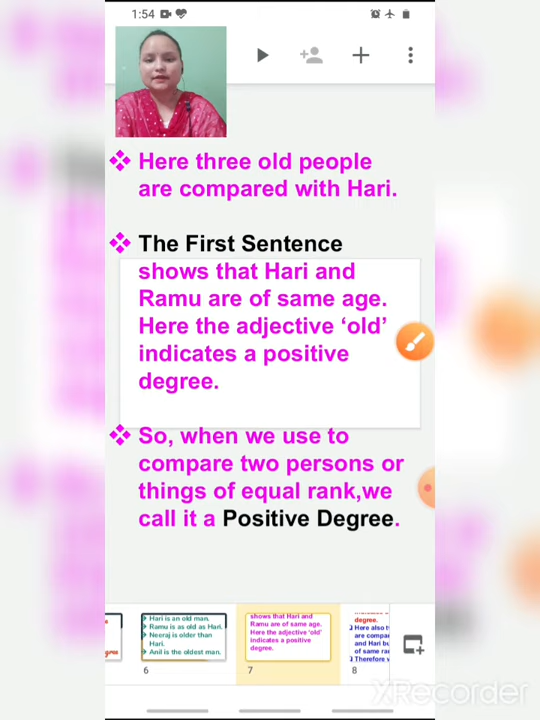 1:54
❖ Here three old people
are compared with Hari.
❖ The First Sentence
shows that Hari and
Ramu are of same age.
Here the adjective ‘old’
indicates a positive
degree.
❖ So, when we use to
compare two persons or
things of equal rank,we
call it a Positive Degree.
Hari is an old man.
Ramu is as old as Hari.
Neeraj is older than
Hari.
Anil is the oldest man.
6
shows that Hari and
Ramu are of same age.
Here the adjective ‘old’
indicates a positive
degree.
7
degree.
Here also
are compa
and Hari bu
of same ra
Therefore
8
XRecorder